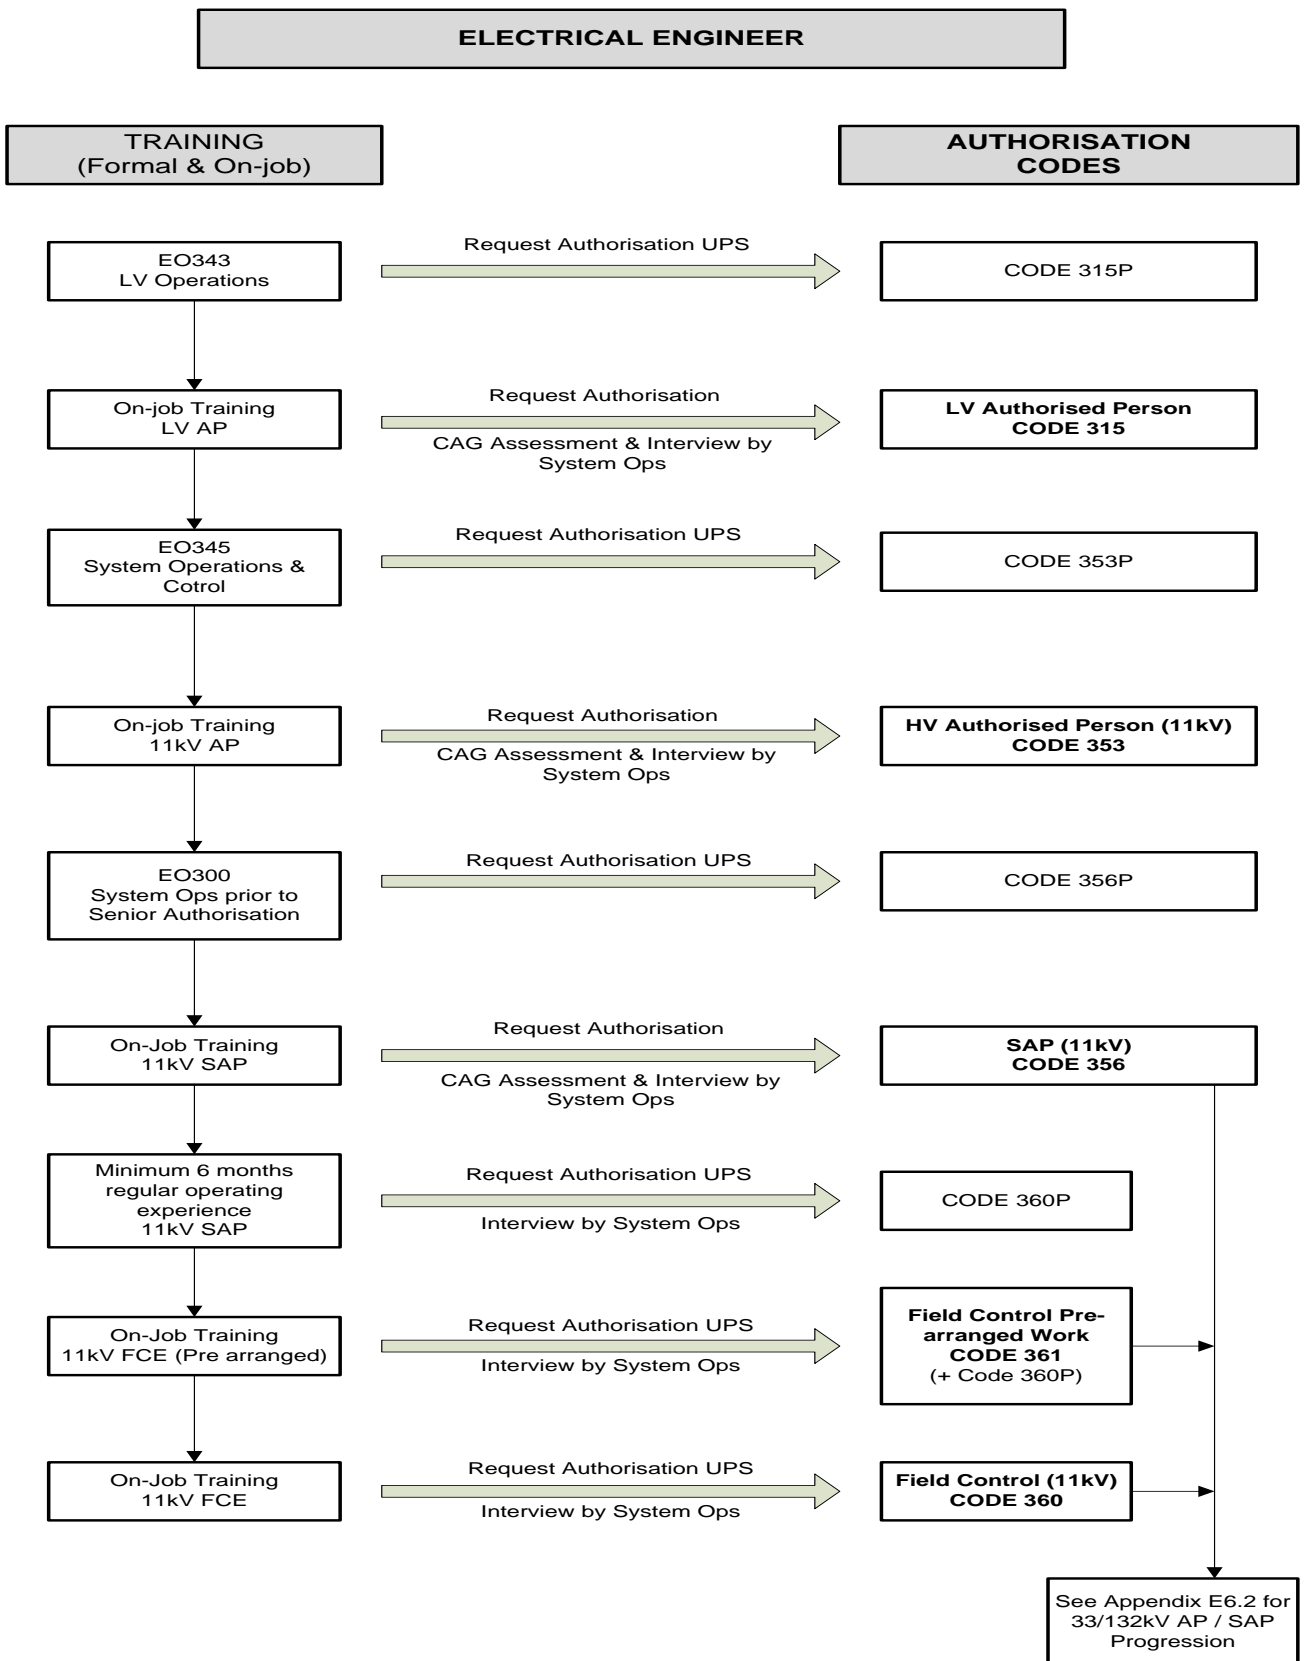 ELECTRICAL ENGINEER
TRAINING
(Formal & On-job)
AUTHORISATION
CODES
EO343
LV Operations
Request Authorisation UPS
CODE 315P
On-job Training
LV AP
Request Authorisation
CAG Assessment & Interview by
System Ops
LV Authorised Person
CODE 315
EO345
System Operations &
Cotrol
Request Authorisation UPS
CODE 353P
On-job Training
11kV AP
Request Authorisation
CAG Assessment & Interview by
System Ops
HV Authorised Person (11kV)
CODE 353
EO300
System Ops prior to
Senior Authorisation
Request Authorisation UPS
CODE 356P
On-Job Training
11kV SAP
Request Authorisation
CAG Assessment & Interview by
System Ops
SAP (11kV)
CODE 356
Minimum 6 months
regular operating
experience
11kV SAP
Request Authorisation UPS
Interview by System Ops
CODE 360P
On-Job Training
11kV FCE (Pre arranged)
Request Authorisation UPS
Interview by System Ops
Field Control Pre-
arranged Work
CODE 361
(+ Code 360P)
On-Job Training
11kV FCE
Request Authorisation UPS
Interview by System Ops
Field Control (11kV)
CODE 360
See Appendix E6.2 for
33/132kV AP / SAP
Progression